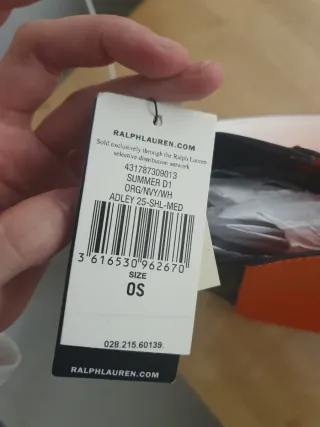 RALPHLAUREN.COM
Sold exclusively through the Ralph Lauren
selective distribution network
431787309013
SUMMER D1
ORG/NVY/WH
ADLEY 25-SHL-MED
3 616530 962670
SIZE
OS
028.215.60139.
RALPHLAUREN.COM